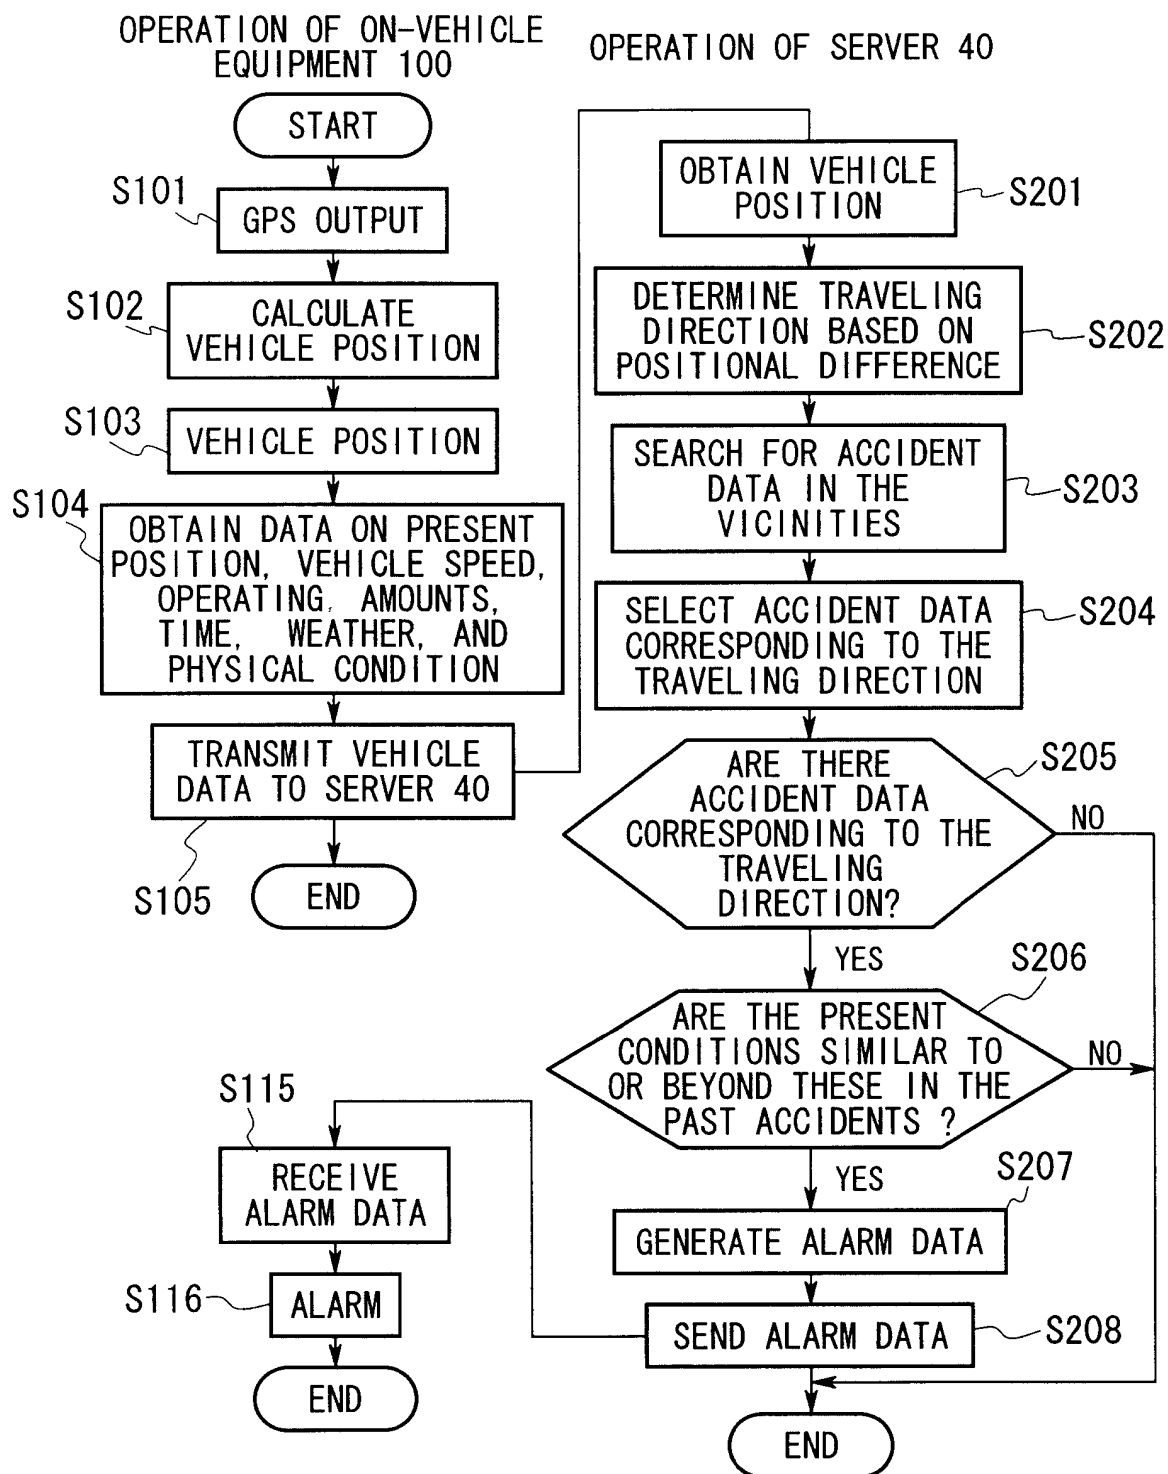 OPERATION OF ON-VEHICLE
EQUIPMENT 100
START
S101
GPS OUTPUT
S102
CALCULATE
VEHICLE POSITION
S103
VEHICLE POSITION
S104
OBTAIN DATA ON PRESENT
POSITION, VEHICLE SPEED,
OPERATING, AMOUNTS,
TIME, WEATHER, AND
PHYSICAL CONDITION
TRANSMIT VEHICLE
DATA TO SERVER 40
S105
END
OPERATION OF SERVER 40
OBTAIN VEHICLE
POSITION
S201
DETERMINE TRAVELING
DIRECTION BASED ON
POSITIONAL DIFFERENCE
S202
SEARCH FOR ACCIDENT
DATA IN THE
VICINITIES
S203
SELECT ACCIDENT DATA
CORRESPONDING TO THE
TRAVELING DIRECTION
S204
ARE THERE
ACCIDENT DATA
CORRESPONDING TO THE
TRAVELING
DIRECTION?
S205
NO
YES
S206
ARE THE PRESENT
CONDITIONS SIMILAR TO
OR BEYOND THESE IN THE
PAST ACCIDENTS ?
NO
YES
S207
GENERATE ALARM DATA
SEND ALARM DATA
S208
END
S115
RECEIVE
ALARM DATA
S116
ALARM
END